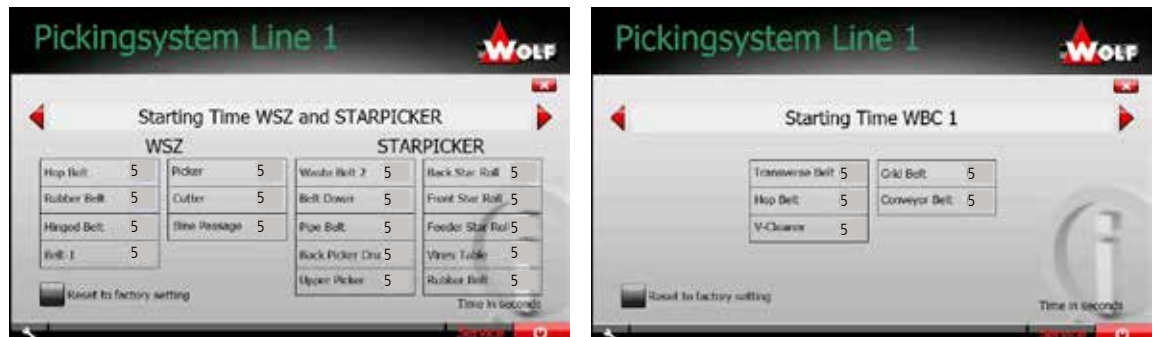 Pickingsystem Line 1
WOLF
Starting Time WSZ and STARPICKER
WSZ STARPICKER
Hop Belt 5 Picker 5 Waste Belt 2 5 Back Star Roll 5
Rubber Belt 5 Cutter 5 Belt Down 5 Front Star Roll 5
Hinged Belt 5 Bine Passage 5 Pipe Belt 5 Feeder Star Roll 5
Belt 1 5 Back Picker Dru 5 Vines Table 5
Upper Picker 5 Rubber Belt 5
Reset to factory setting
Time in seconds
Service
Pickingsystem Line 1
WOLF
Starting Time WBC 1
Transverse Belt 5 Grid Belt 5
Hop Belt 5 Conveyor Belt 5
V-Cleaner 5
Reset to factory setting
Time in seconds
Service